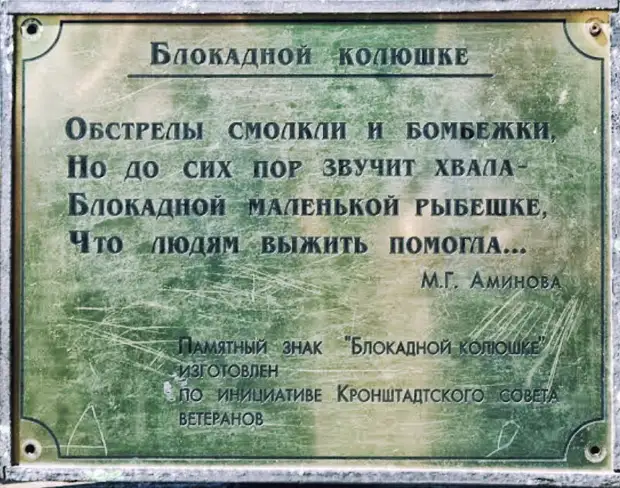 Блокадной колюшке
Обстрелы смолкли и бомбежки,
Но до сих пор звучит хвала-
Блокадной маленькой рыбешке,
Что людям выжить помогла...
М.Г. Аминова
Памятный знак "Блокадной колюшке"
изготовлен
по инициативе Кронштадтского совета
ветеранов